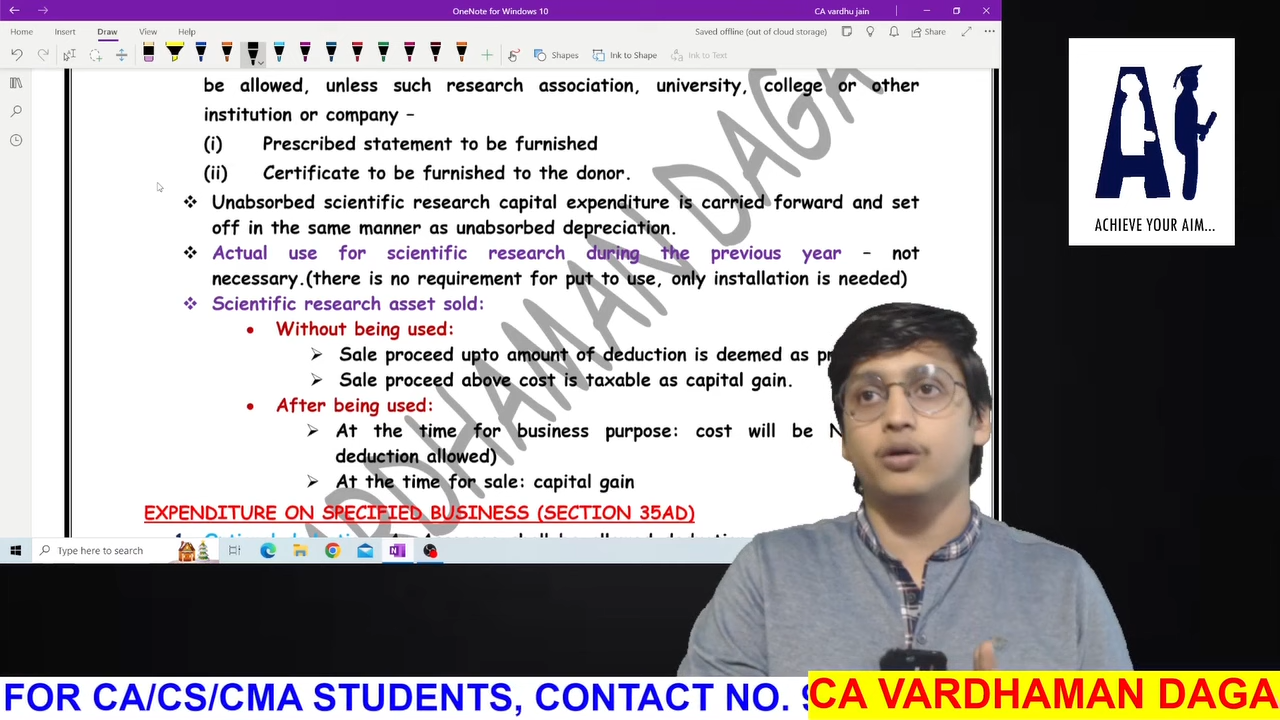 OneNote for Windows 10
CA vardhu jain
Home Insert Draw View Help
Saved offline (out of cloud storage)
Share
Shapes
Ink to Shape
Ink to Text
be allowed, unless such research association, university, college or other
institution or company –
(i) Prescribed statement to be furnished
(ii) Certificate to be furnished to the donor.
Unabsorbed scientific research capital expenditure is carried forward and set
off in the same manner as unabsorbed depreciation.
Actual use for scientific research during the previous year – not
necessary.(there is no requirement for put to use, only installation is needed)
Scientific research asset sold:
Without being used:
Sale proceed upto amount of deduction is deemed as
Sale proceed above cost is taxable as capital gain.
After being used:
At the time for business purpose: cost will be
deduction allowed)
At the time for sale: capital gain
EXPENDITURE ON SPECIFIED BUSINESS (SECTION 35AD)
VARDHAMAN DAGA
Type here to search
ACHIEVE YOUR AIM...
FOR CA/CS/CMA STUDENTS, CONTACT NO. 9
CA VARDHAMAN DAGA